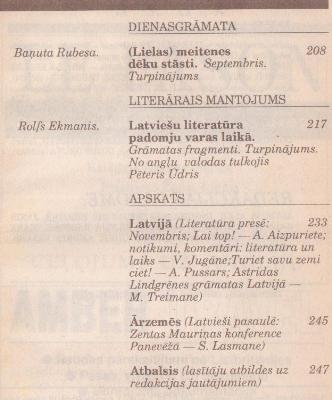 DIENASGRĀMATA
Baņuta Rubesa. (Lielas) meitenes 208
dēku stāsti. Septembris.
Turpinājums
LITERĀRAIS MANTOJUMS
Rolfs Ekmanis. Latviešu literatūra 217
padomju varas laikā.
Grāmatas fragmenti. Turpinājums.
No angļu valodas tulkojis
Pēteris Ūdris
APSKATS
Latvijā (Literatūra presē: 233
Novembris; Lai top! — A. Aizpuriete;
notikumi, komentāri: literatūra un
laiks — V. Jugāne; Turiet savu zemi
ciet! — A. Pussars; Astridas
Lindgrēnes grāmatas Latvijā —
M. Treimane)
Ārzemēs (Latvieši pasaulē: 245
Zentas Mauriņas konference
Panevēžā — S. Lasmane)
Atbalsis (lasītāju atbildes uz 247
redakcijas jautājumiem)